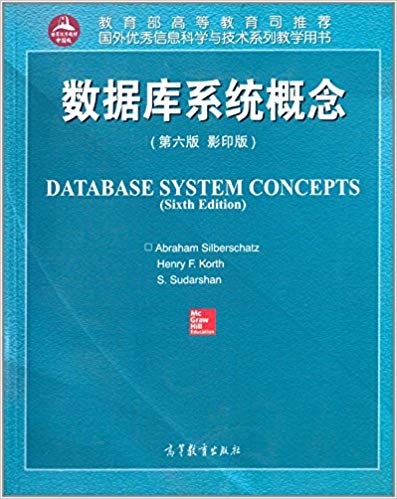 教育部高等教育司推荐
国外优秀信息科学与技术系列教学用书
数据库系统概念
(第六版 影印版)
DATABASE SYSTEM CONCEPTS
(Sixth Edition)
Abraham Silberschatz
Henry F. Korth
S. Sudarshan
Mc
Graw
Hill
Education
高等教育出版社